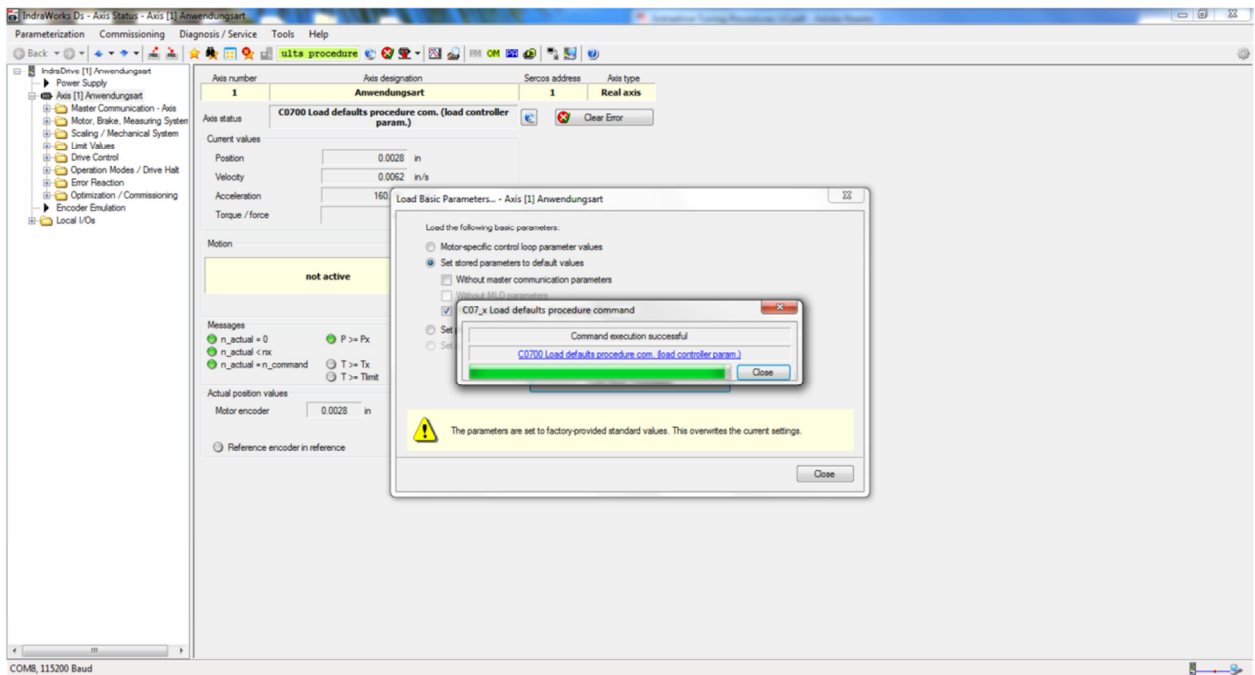 IndraWorks Ds - Axis Status - Axis [1] Anwendungsart
Parameterization Commissioning Diagnosis / Service Tools Help
Back ulta procedure PM OM
IndraDrive [1] Anwendungsart
Power Supply
Axis [1] Anwendungsart
Master Communication - Axis
Motor, Brake, Measuring System
Scaling / Mechanical System
Limit Values
Drive Control
Operation Modes / Drive Halt
Error Reaction
Optimization / Commissioning
Encoder Emulation
Local I/Os
Axis number Axis designation Sercos address Axis type
1 Anwendungsart 1 Real axis
Axis status C0700 Load defaults procedure com. (load controller param.) Clear Error
Current values
Position 0.0028 in
Velocity 0.0062 in/s
Acceleration 160.
Torque / force
Motion
not active
Messages
n_actual = 0 P >= Px
n_actual < nx
n_actual = n_command T >= Tx
T >= Tlimit
Actual position values
Motor encoder 0.0028 in
Reference encoder in reference
Load Basic Parameters... - Axis [1] Anwendungsart
Load the following basic parameters:
Motor-specific control loop parameter values
Set stored parameters to default values
Without master communication parameters
Without MLD parameters
Set
Set
C07_x Load defaults procedure command
Command execution successful
C0700 Load defaults procedure com. (load controller param.)
Close
The parameters are set to factory-provided standard values. This overwrites the current settings.
Close
COM8, 115200 Baud